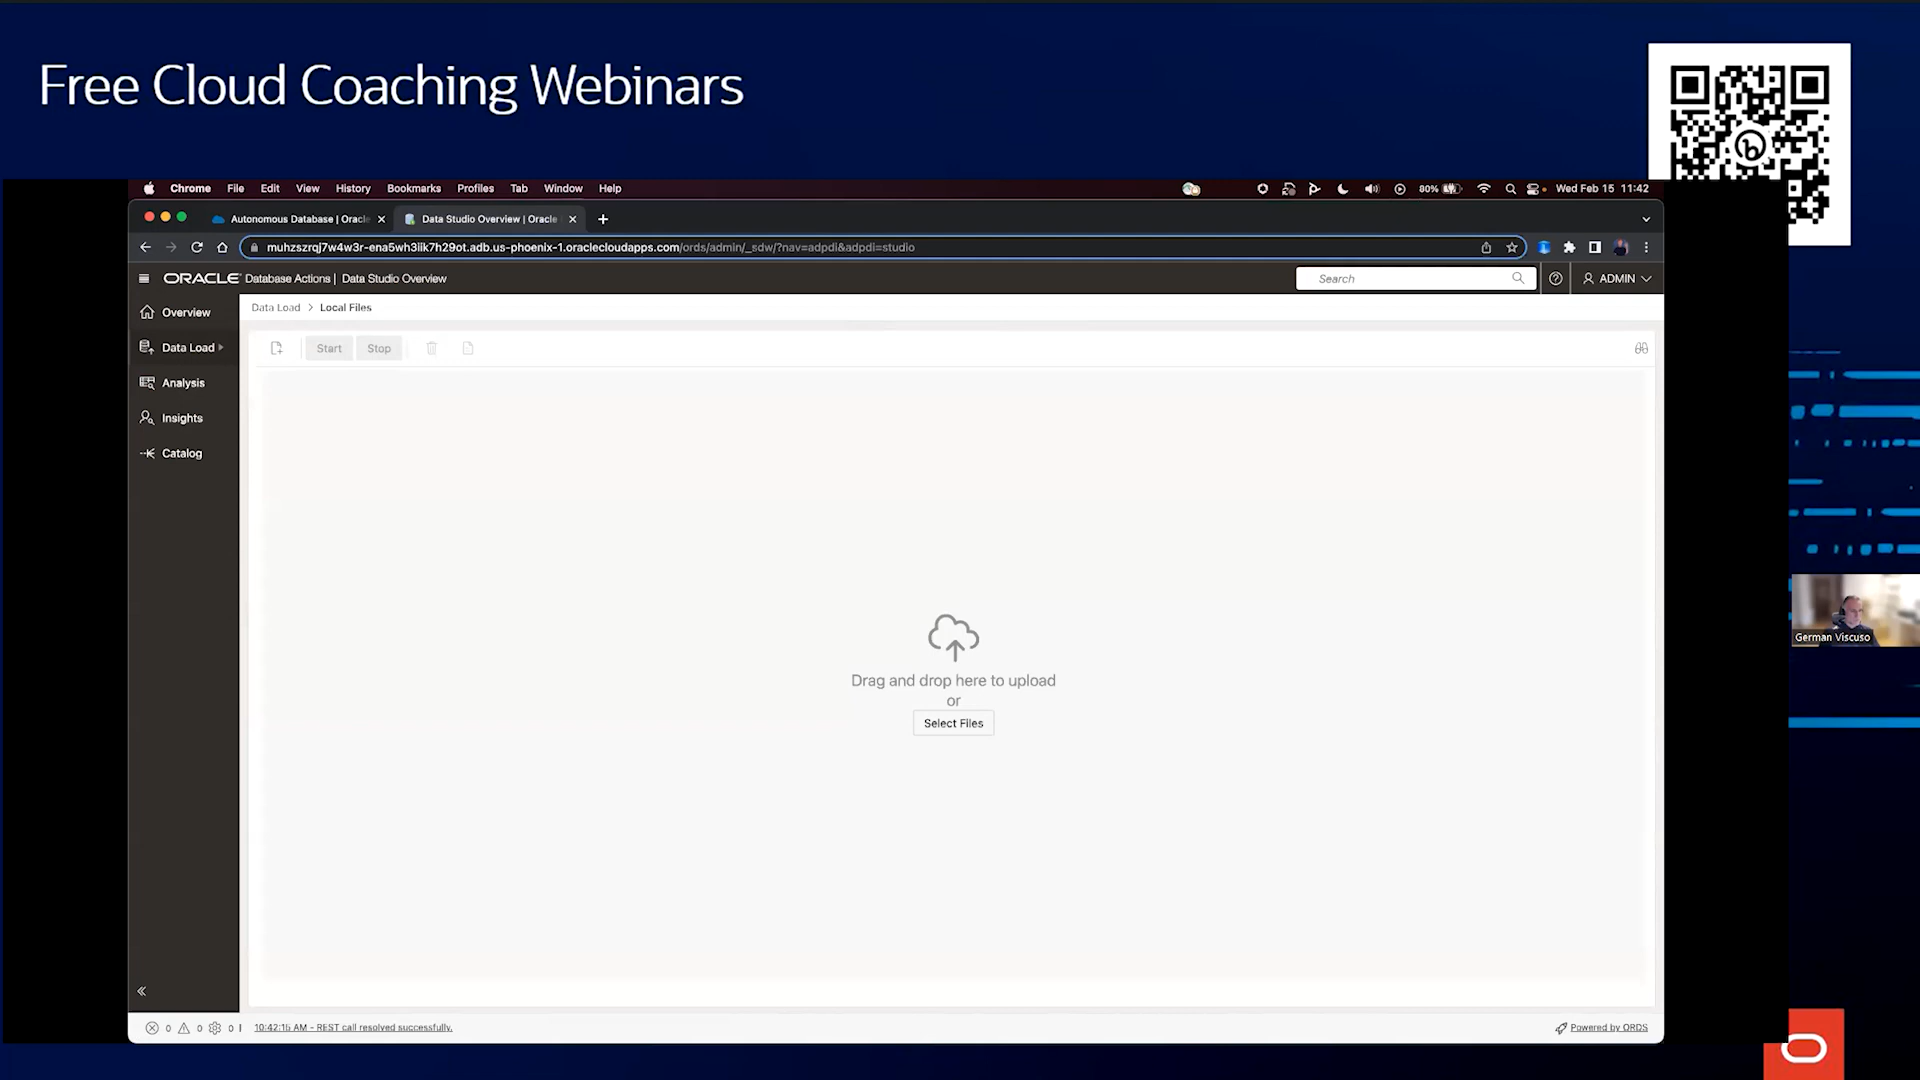 Free Cloud Coaching Webinars
Chrome File Edit View History Bookmarks Profiles Tab Window Help
80% Wed Feb 15 11:42
Autonomous Database | Oracle
Data Studio Overview | Oracle
muhzszrqj7w4w3r-ena5wh3iik7h29ot.adb.us-phoenix-1.oraclecloudapps.com/ords/admin/_sdw/?nav=adpdi&adpdi=studio
ORACLE Database Actions | Data Studio Overview
Search
ADMIN
Overview
Data Load
Analysis
Insights
Catalog
Data Load > Local Files
Start
Stop
Drag and drop here to upload
or
Select Files
German Viscuso
0 0 0 |
10:42:15 AM - REST call resolved successfully.
Powered by ORDS